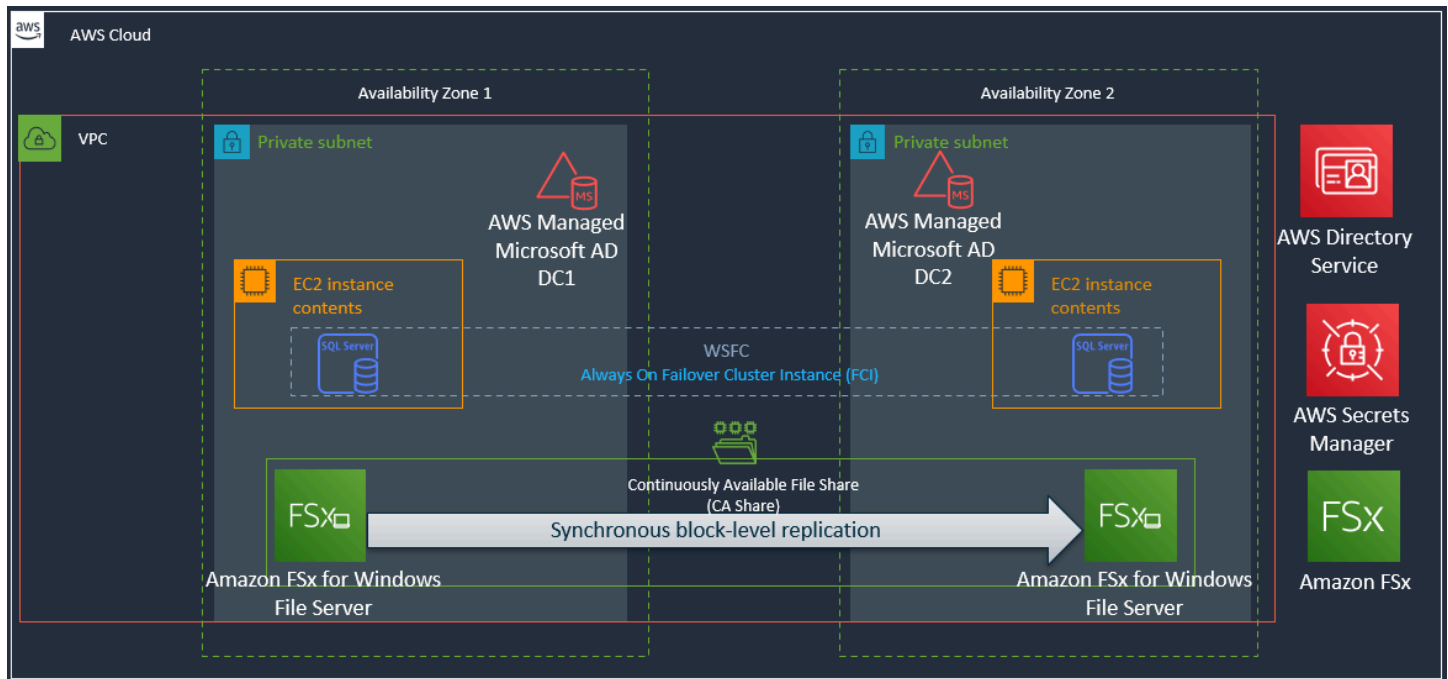 aws
AWS Cloud
Availability Zone 1
Availability Zone 2
VPC
Private subnet
Private subnet
MS
MS
AWS Managed
Microsoft AD
DC1
AWS Managed
Microsoft AD
DC2
AWS Directory
Service
EC2 instance
contents
EC2 instance
contents
SQL Server
SQL Server
WSFC
Always On Failover Cluster Instance (FCI)
AWS Secrets
Manager
Continuously Available File Share
(CA Share)
FSx
Synchronous block-level replication
FSx
FSx
Amazon FSx for Windows
File Server
Amazon FSx for Windows
File Server
Amazon FSx